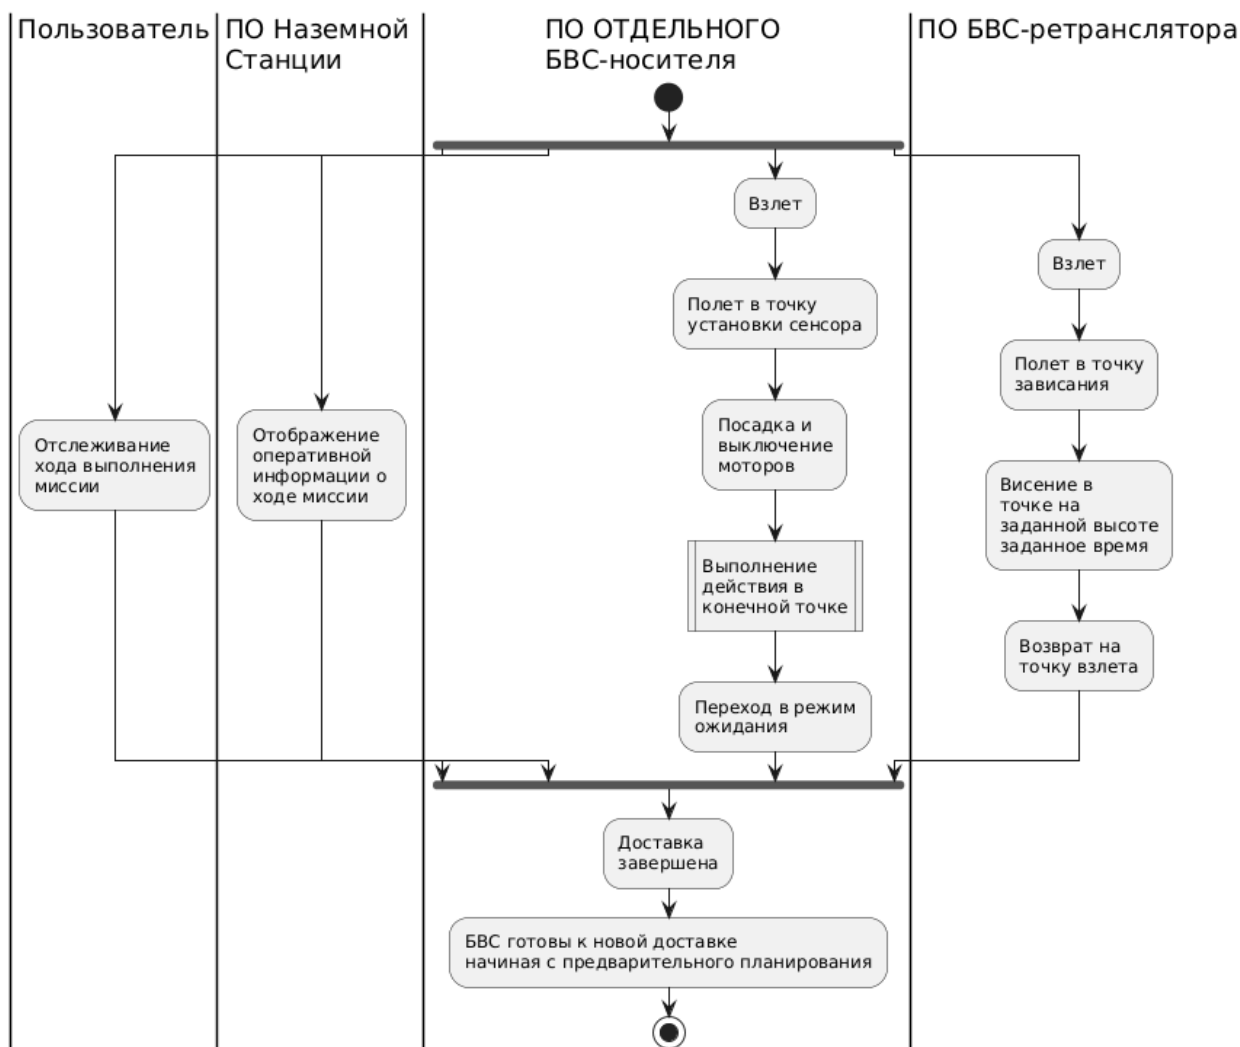 Пользователь
ПО Наземной
Станции
ПО ОТДЕЛЬНОГО
БВС-носителя
ПО БВС-ретранслятора
Взлет
Взлет
Полет в точку
установки сенсора
Полет в точку
зависания
Посадка и
выключение
моторов
Отслеживание
хода выполнения
миссии
Отображение
оперативной
информации о
ходе миссии
Висение в
точке на
заданной высоте
заданное время
Выполнение
действия в
конечной точке
Возврат на
точку взлета
Переход в режим
ожидания
Доставка
завершена
БВС готовы к новой доставке
начиная с предварительного планирования